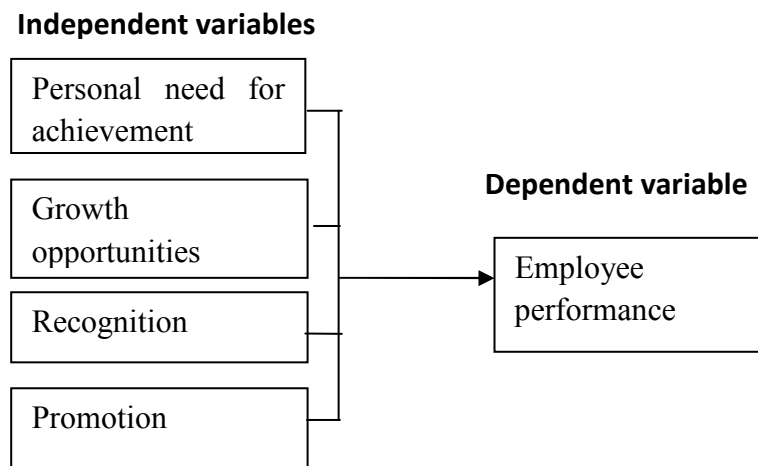 Independent variables
Personal need for
achievement
Growth
opportunities
Recognition
Promotion
Dependent variable
Employee
performance